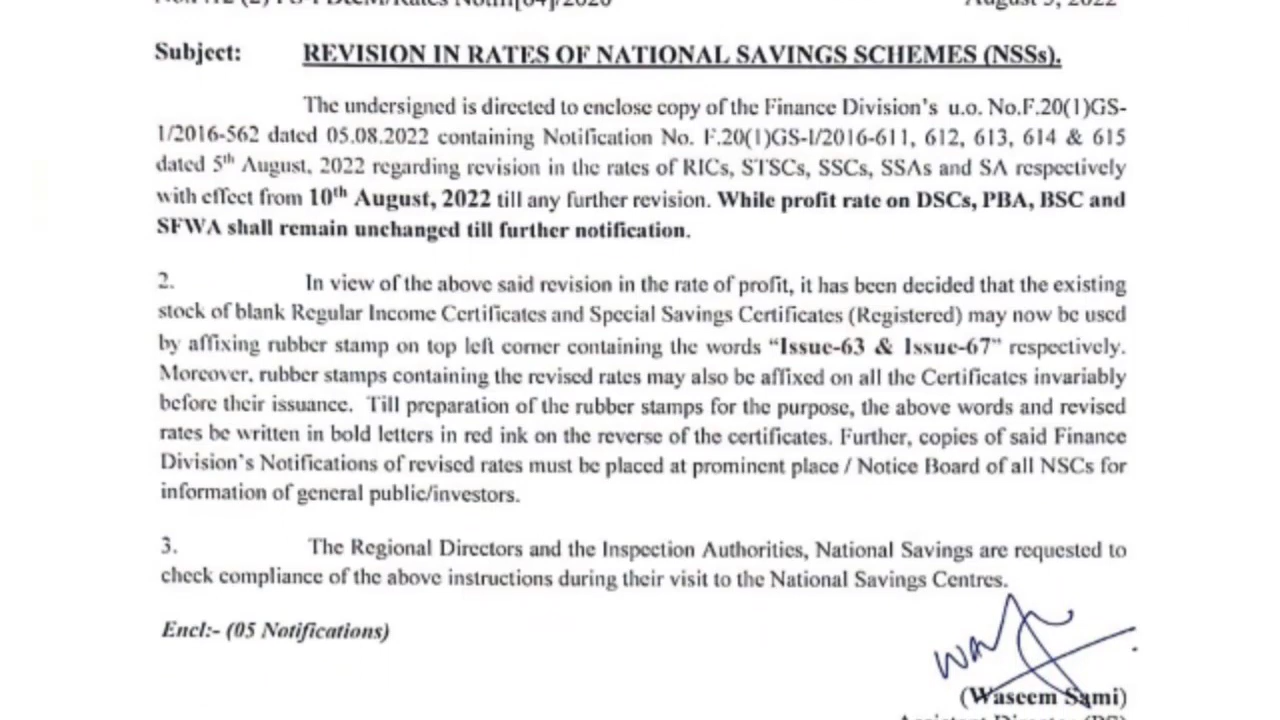 August 5, 2022
Subject: REVISION IN RATES OF NATIONAL SAVINGS SCHEMES (NSSs).
The undersigned is directed to enclose copy of the Finance Division's u.o. No.F.20(1)GS-
1/2016-562 dated 05.08.2022 containing Notification No. F.20(1)GS-I/2016-611, 612, 613, 614 & 615
dated 5th August, 2022 regarding revision in the rates of RICs, STSCs, SSCs, SSAs and SA respectively
with effect from 10th August, 2022 till any further revision. While profit rate on DSCs, PBA, BSC and
SFWA shall remain unchanged till further notification.
2. In view of the above said revision in the rate of profit, it has been decided that the existing
stock of blank Regular Income Certificates and Special Savings Certificates (Registered) may now be used
by affixing rubber stamp on top left corner containing the words "Issue-63 & Issue-67" respectively.
Moreover, rubber stamps containing the revised rates may also be affixed on all the Certificates invariably
before their issuance. Till preparation of the rubber stamps for the purpose, the above words and revised
rates be written in bold letters in red ink on the reverse of the certificates. Further, copies of said Finance
Division's Notifications of revised rates must be placed at prominent place / Notice Board of all NSCs for
information of general public/investors.
3. The Regional Directors and the Inspection Authorities, National Savings are requested to
check compliance of the above instructions during their visit to the National Savings Centres.
Encl:- (05 Notifications)
(Waseem Sami)